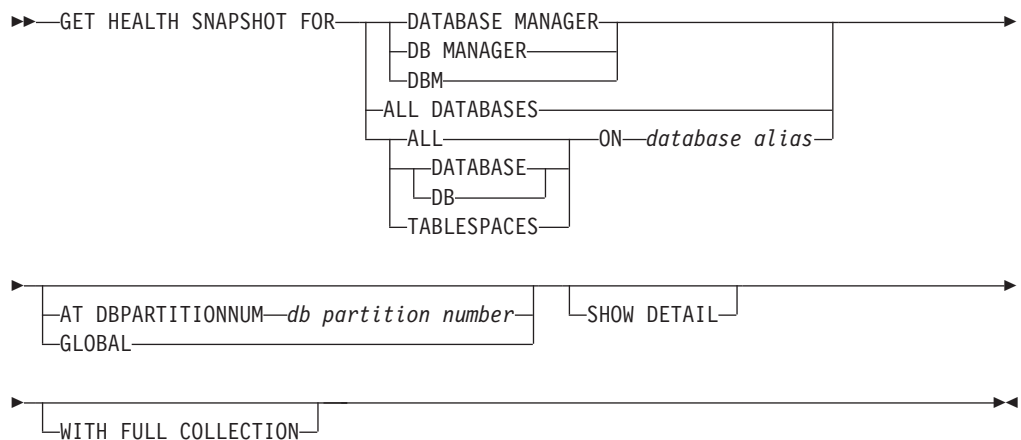 GET HEALTH SNAPSHOT FOR DATABASE MANAGER
DB MANAGER
DBM
ALL DATABASES
ALL ON database alias
DATABASE
DB
TABLESPACES
AT DBPARTITIONNUM db partition number SHOW DETAIL
GLOBAL
WITH FULL COLLECTION